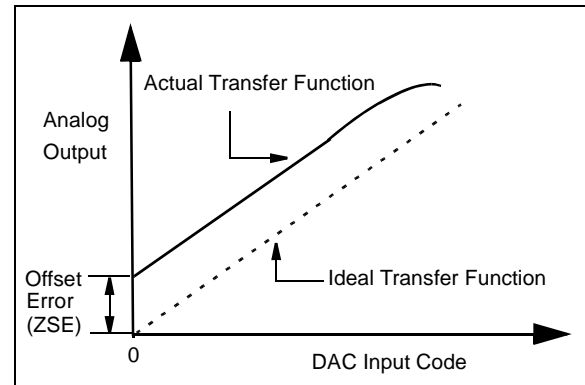 Actual Transfer Function
Analog
Output
Offset
Error
(ZSE)
Ideal Transfer Function
0
DAC Input Code